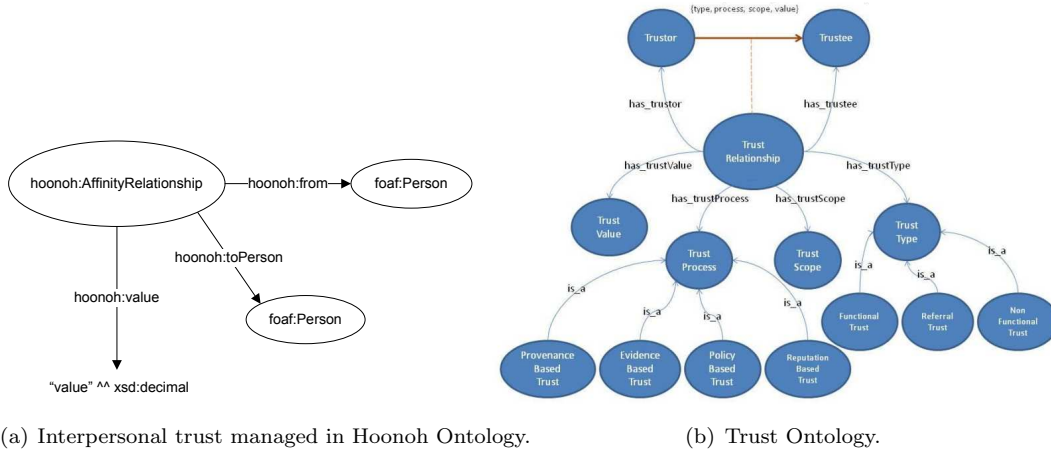 hoonoh:AffinityRelationship
hoonoh:from
foaf:Person
hoonoh:toPerson
hoonoh:value
foaf:Person
“value” ^^ xsd:decimal
(a) Interpersonal trust managed in Hoonoh Ontology.
{type, process, scope, value}
Trustor
Trustee
has_trustor
has_trustee
Trust
Relationship
has_trustValue
has_trustType
has_trustProcess
has_trustScope
Trust
Value
Trust
Process
Trust
Scope
Trust
Type
is_a
is_a
is_a
is_a
is_a
is_a
is_a
Functional
Trust
Referral
Trust
Non
Functional
Trust
Provenance
Based
Trust
Evidence
Based
Trust
Policy
Based
Trust
Reputation
Based
Trust
(b) Trust Ontology.